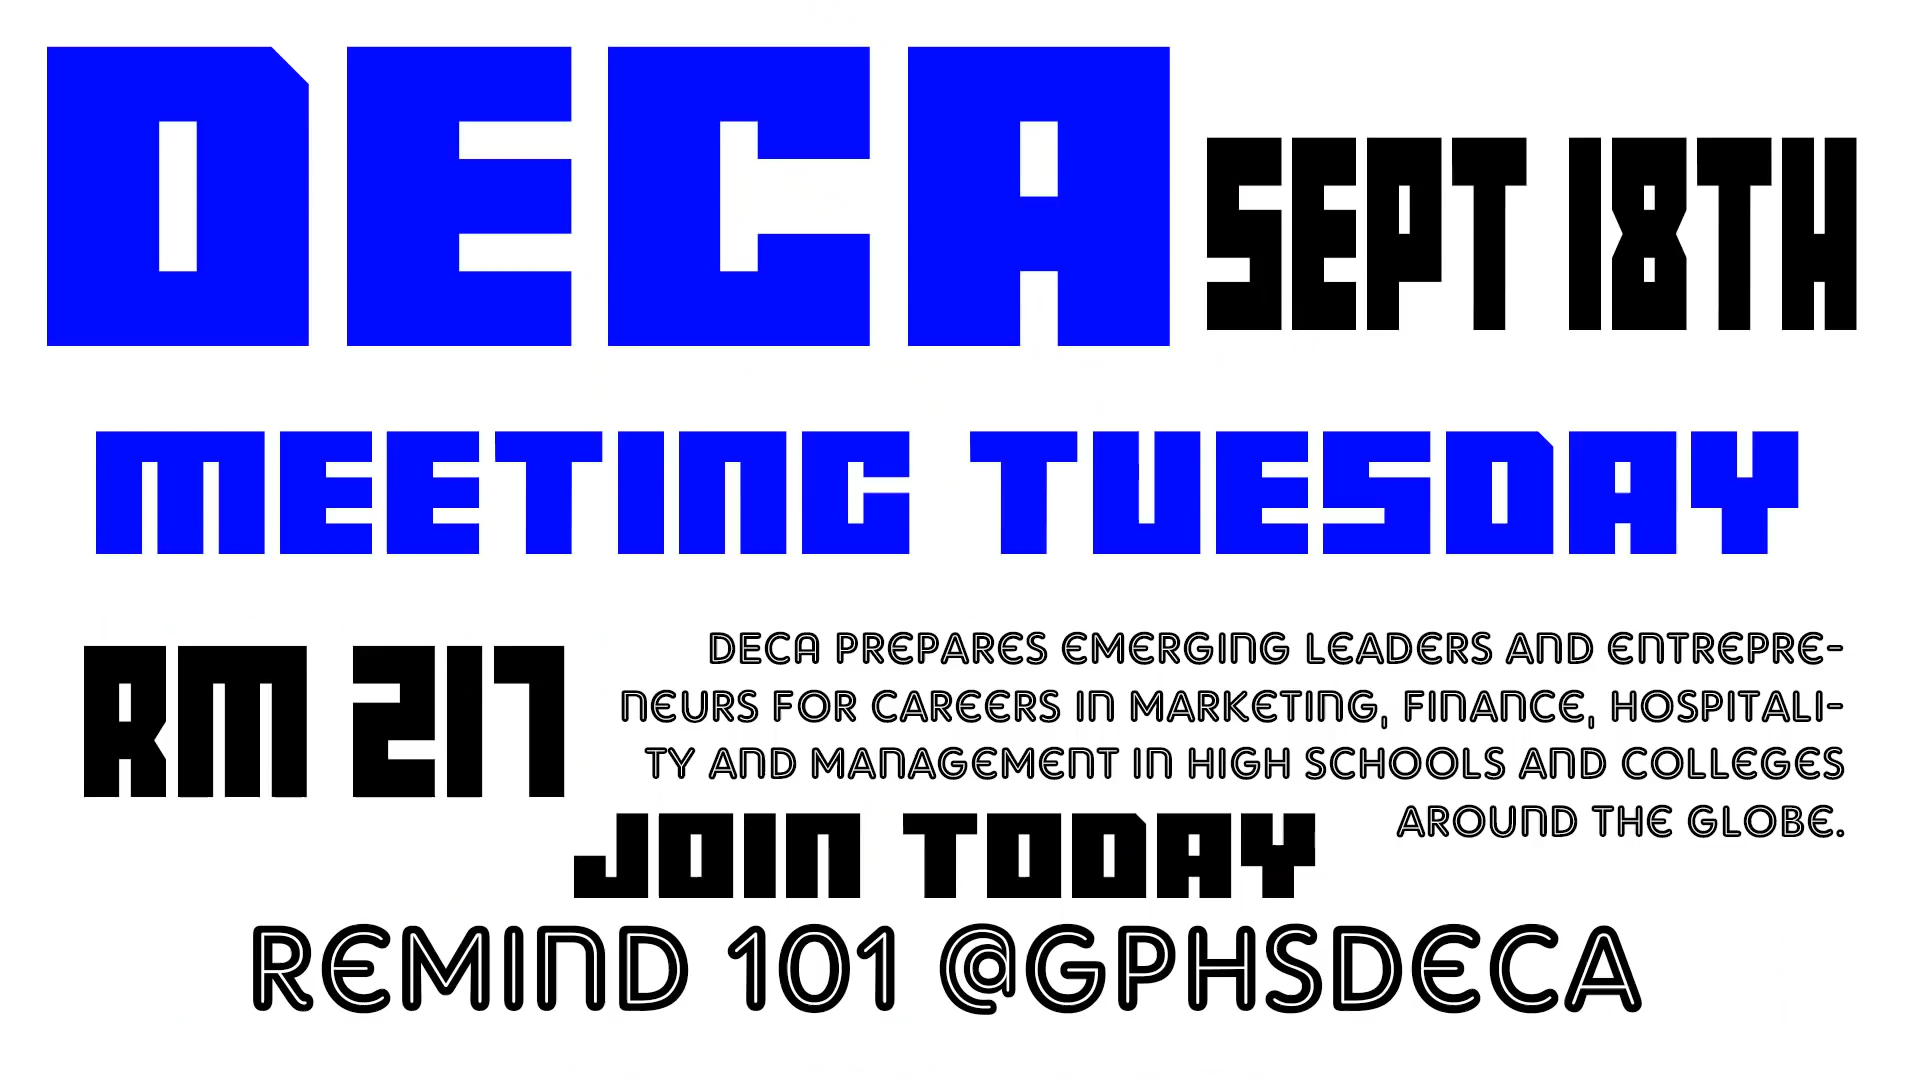 DECA SEPT 18TH
MEETING TUESDAY
RM 217
DECA PREPARES EMERGING LEADERS AND ENTREPRE-
NEURS FOR CAREERS IN MARKETING, FINANCE, HOSPITALI-
TY AND MANAGEMENT IN HIGH SCHOOLS AND COLLEGES
AROUND THE GLOBE.
JOIN TODAY
REMIND 101 @GPHSDECA